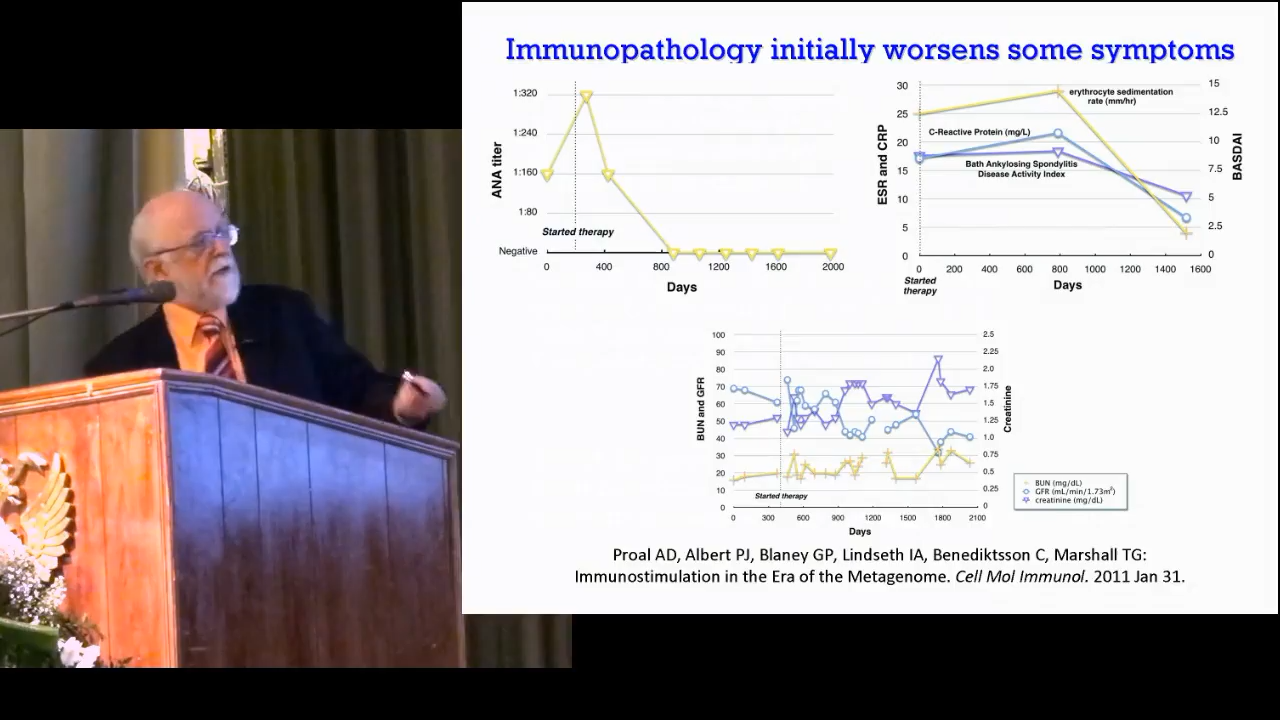 Immunopathology initially worsens some symptoms
1:320
1:240
1:160
1:80
Negative
ANA titer
Started therapy
0 400 800 1200 1600 2000
Days
30
25
20
15
10
5
0
ESR and CRP
15
12.5
10
7.5
5
2.5
0
BASDAI
erythrocyte sedimentation
rate (mm/hr)
C-Reactive Protein (mg/L)
Bath Ankylosing Spondylitis
Disease Activity Index
0 200 400 600 800 1000 1200 1400 1600
Started
therapy
Days
100
90
80
70
60
50
40
30
20
10
0
BUN and GFR
2.5
2.25
2.0
1.75
1.5
1.25
1.0
0.75
0.5
0.25
0
Creatinine
Started therapy
0 300 600 900 1200 1500 1800 2100
Days
BUN (mg/dL)
GFR (mL/min/1.73m²)
creatinine (mg/dL)
Proal AD, Albert PJ, Blaney GP, Lindseth IA, Benediktsson C, Marshall TG:
Immunostimulation in the Era of the Metagenome. Cell Mol Immunol. 2011 Jan 31.